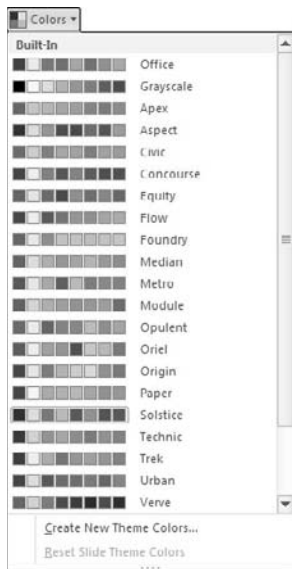 Colors
Built-In
Office
Grayscale
Apex
Aspect
Civic
Concourse
Equity
Flow
Foundry
Median
Metro
Module
Opulent
Oriel
Origin
Paper
Solstice
Technic
Trek
Urban
Verve
Create New Theme Colors...
Reset Slide Theme Colors